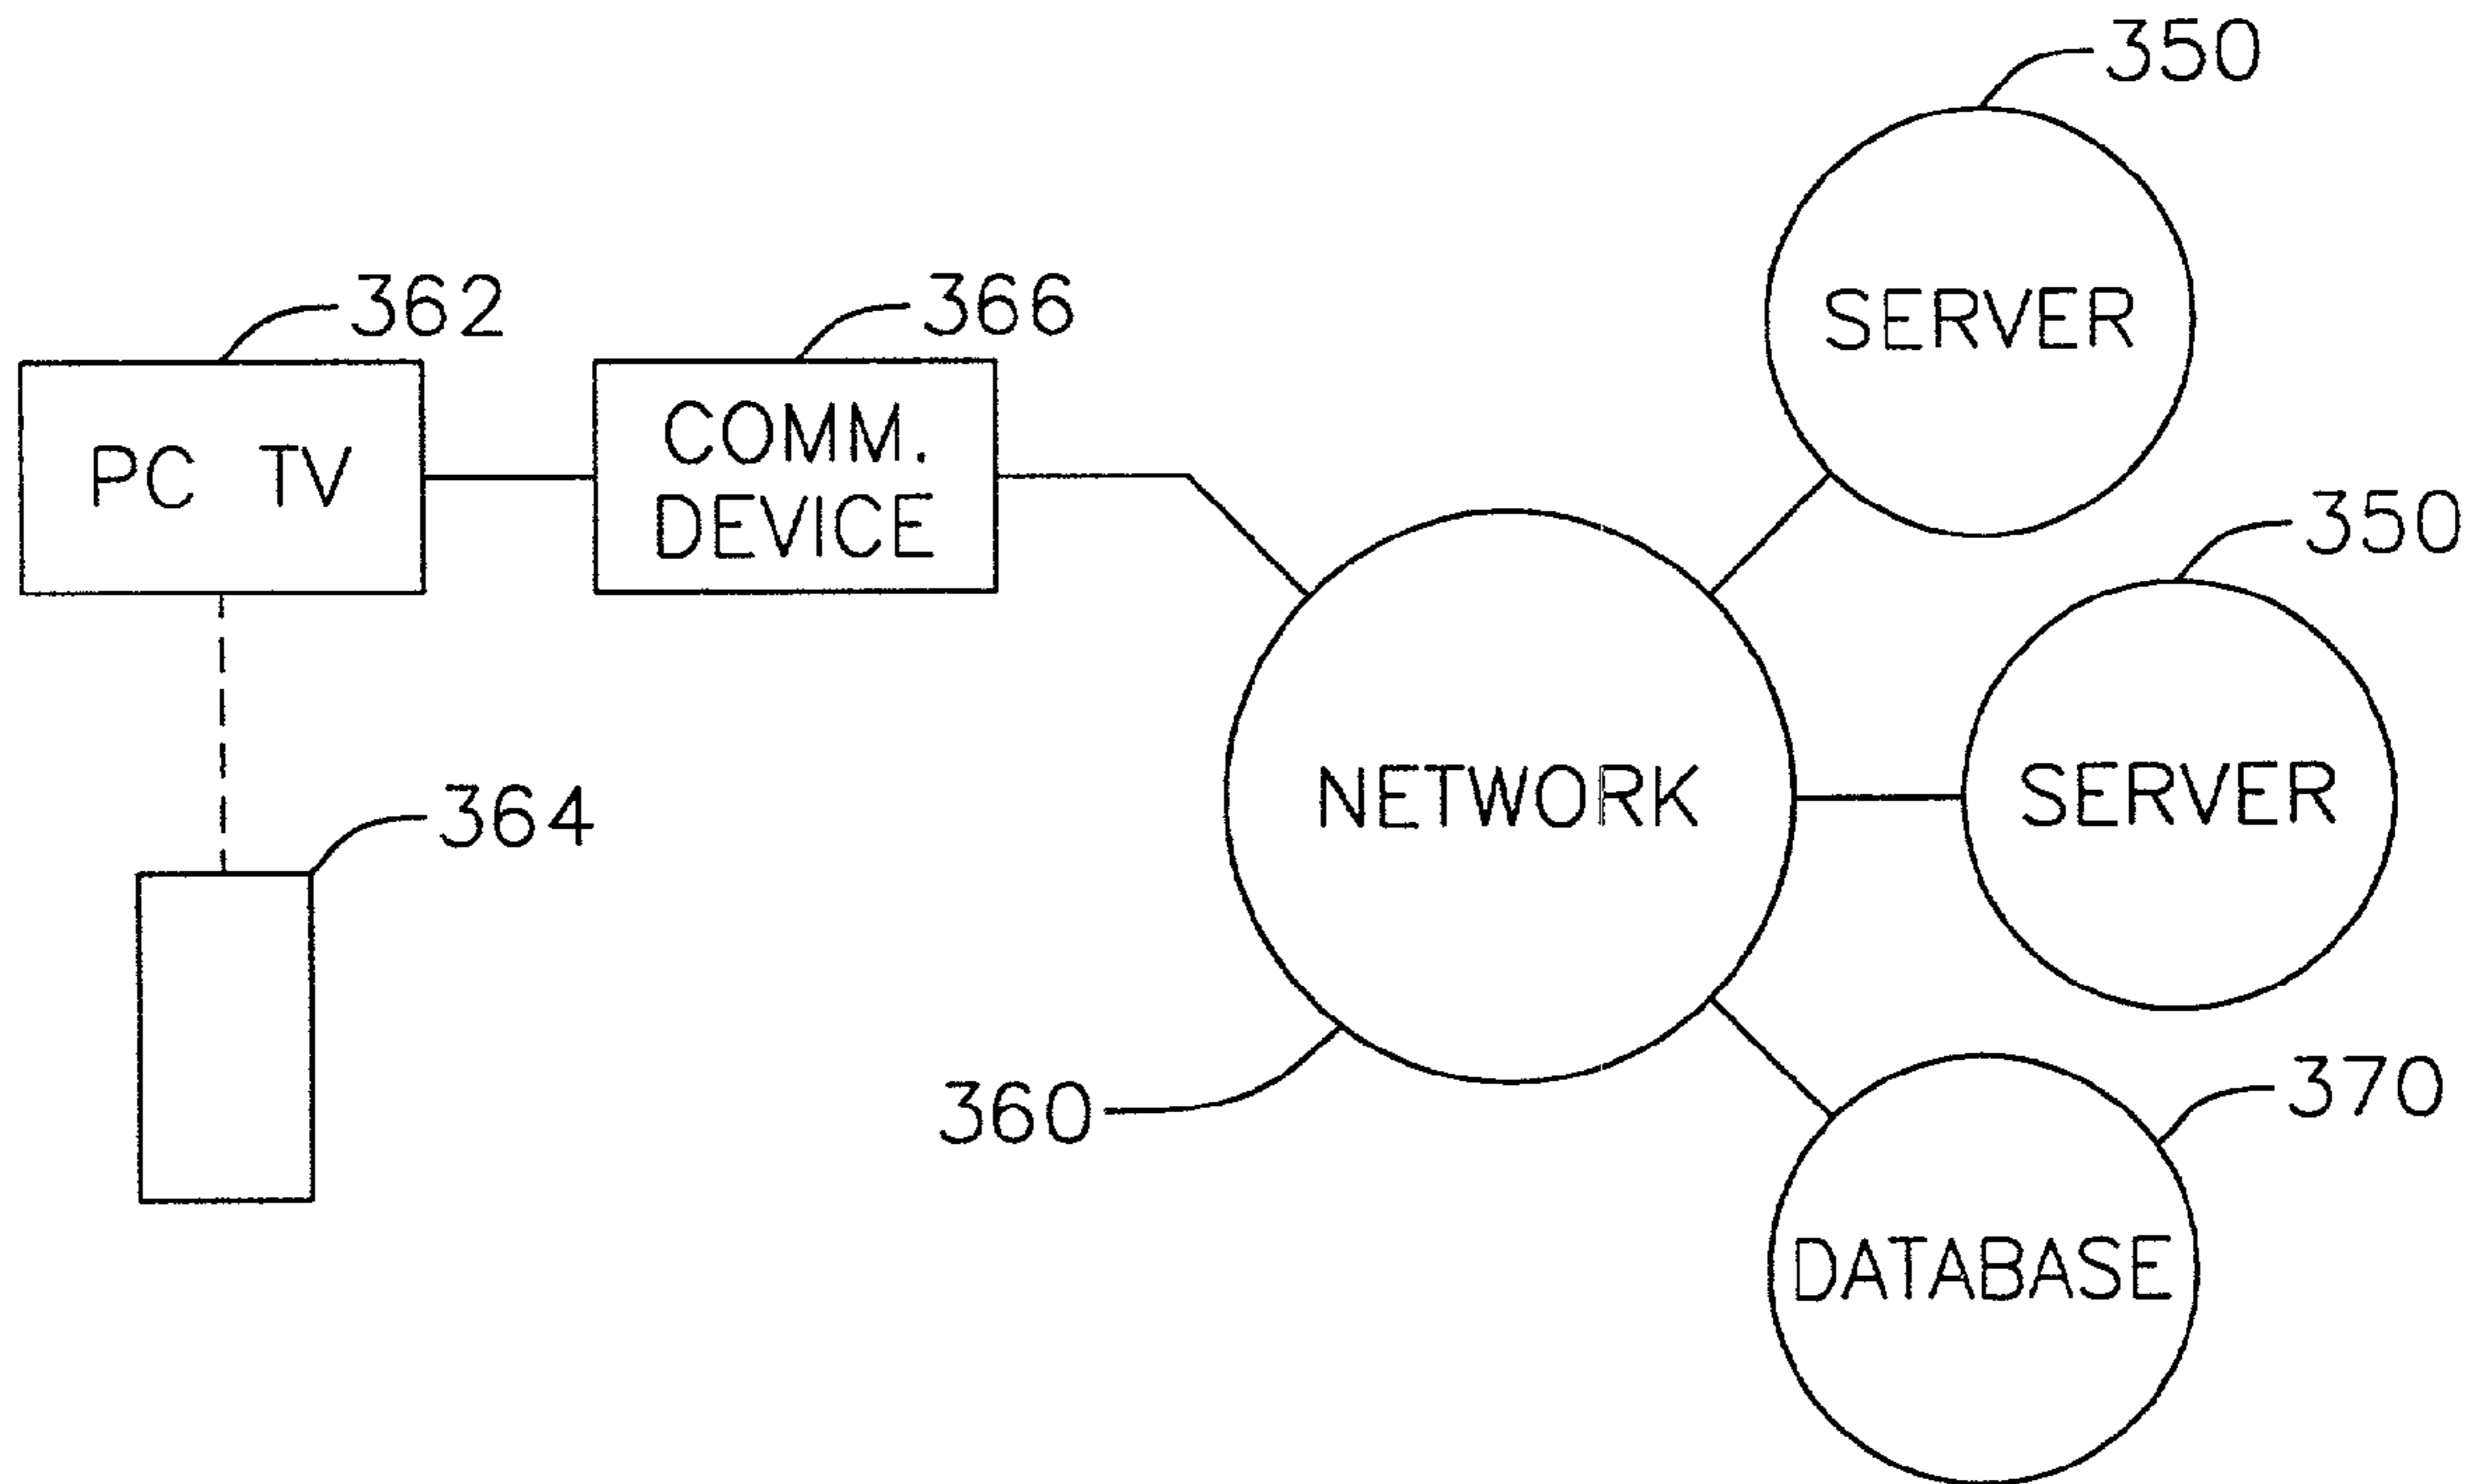 350
SERVER
362
366
PC TV
COMM.
DEVICE
350
NETWORK
SERVER
364
360
370
DATABASE